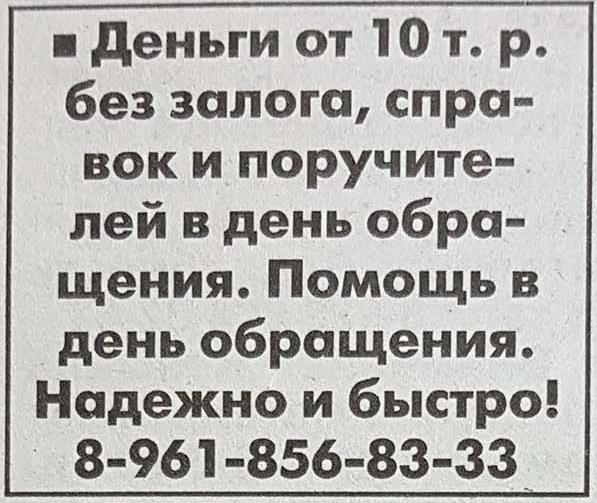 ▪ Деньги от 10 т. р.
без залога, спра-
вок и поручите-
лей в день обра-
щения. Помощь в
день обращения.
Надежно и быстро!
8-961-856-83-33